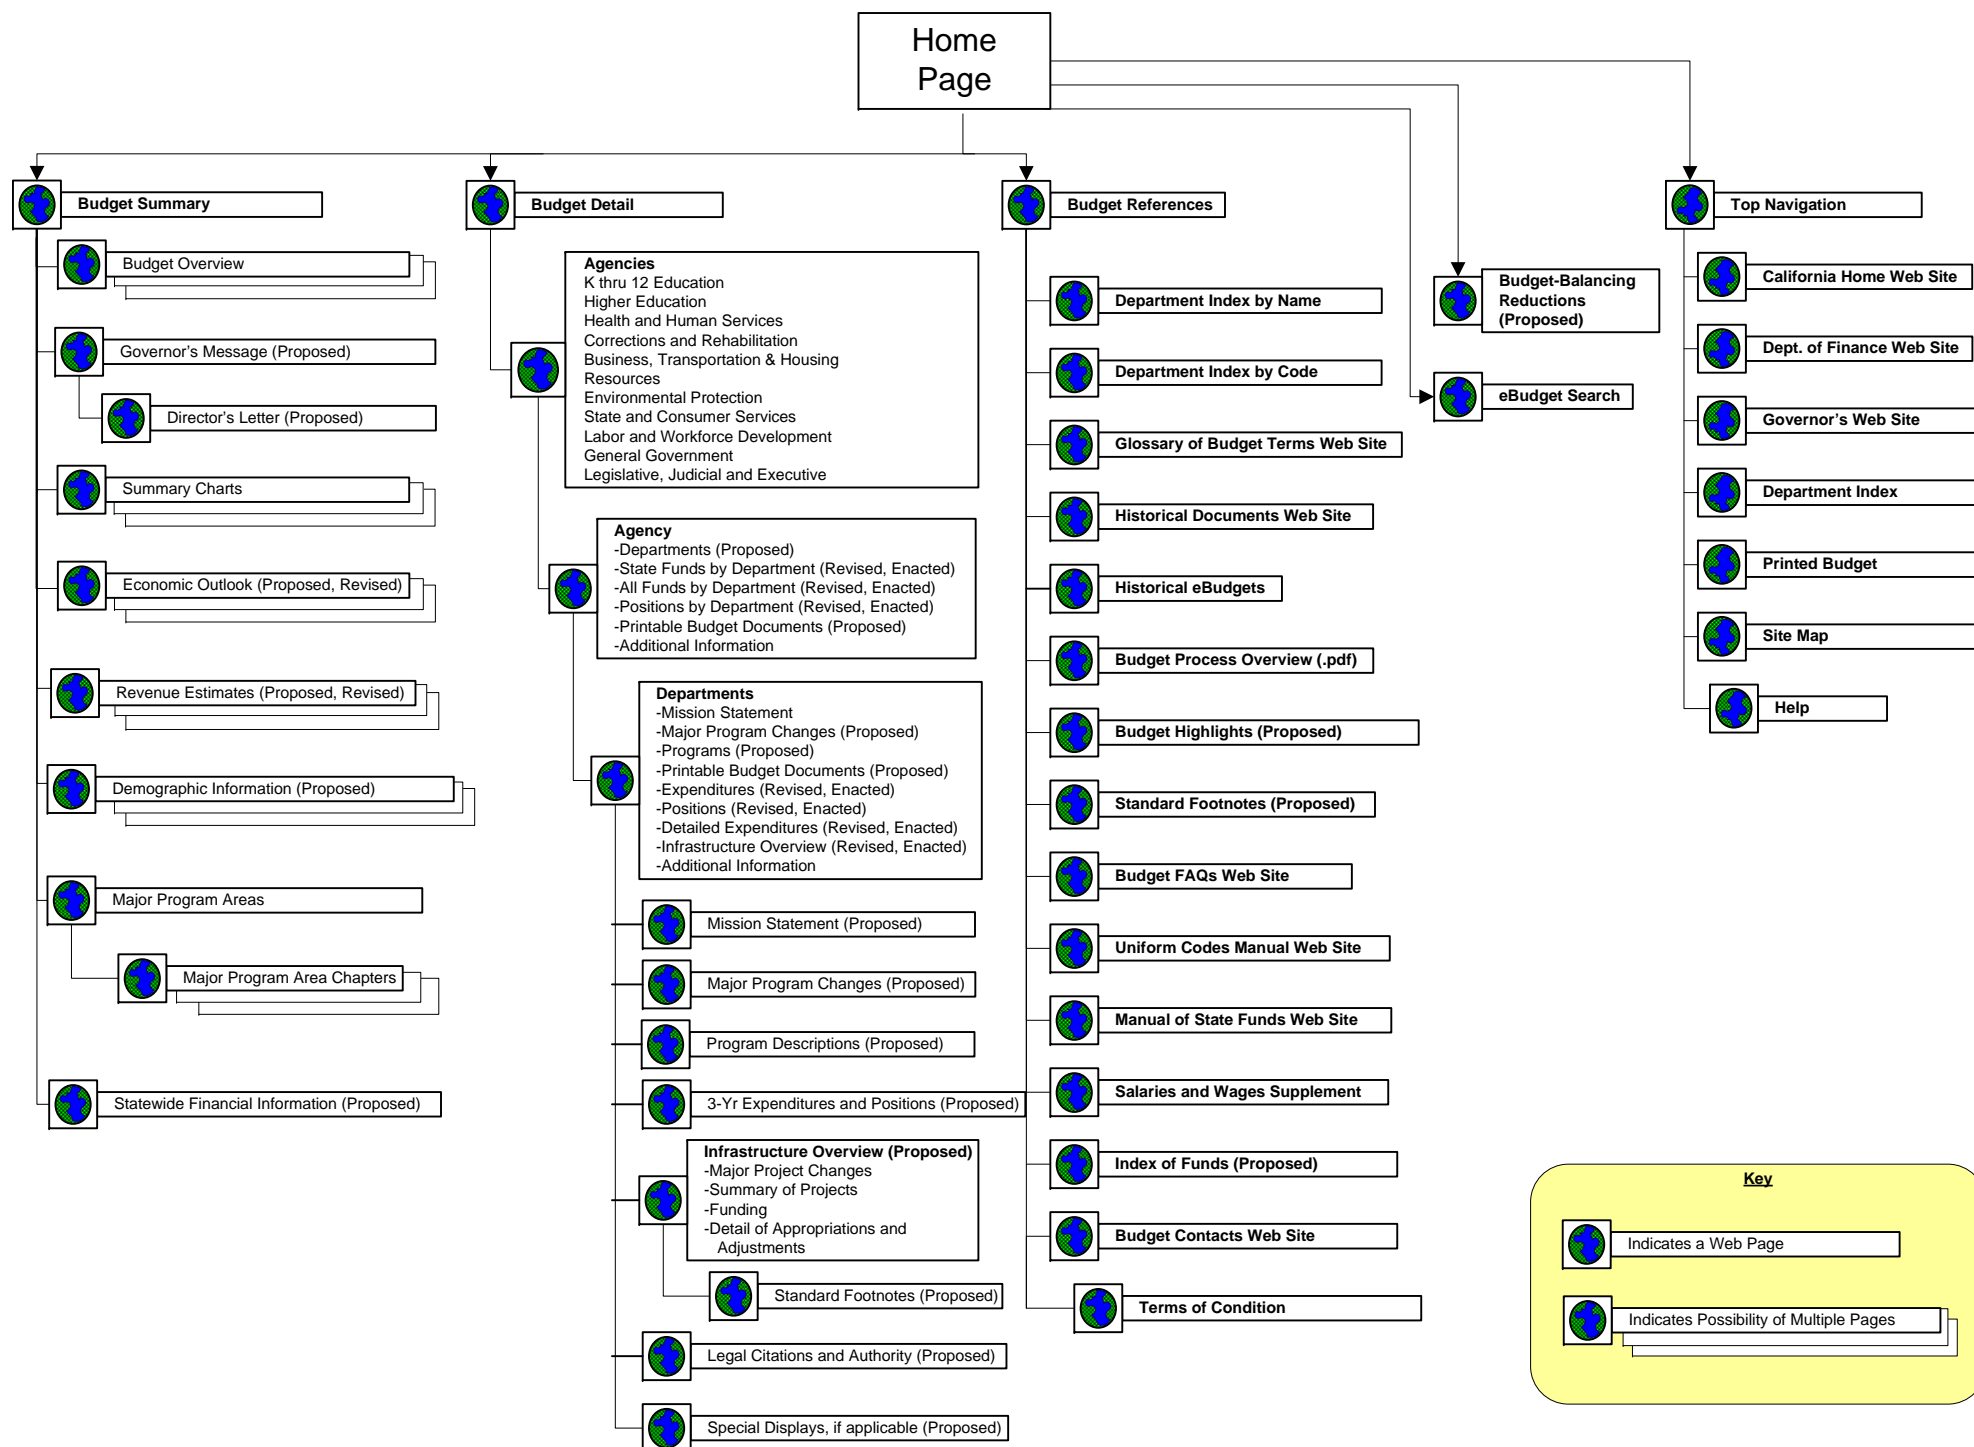 Home
Page
Budget Summary
Budget Overview
Governor's Message (Proposed)
Director's Letter (Proposed)
Summary Charts
Economic Outlook (Proposed, Revised)
Revenue Estimates (Proposed, Revised)
Demographic Information (Proposed)
Major Program Areas
Major Program Area Chapters
Statewide Financial Information (Proposed)
Budget Detail
Agencies
K thru 12 Education
Higher Education
Health and Human Services
Corrections and Rehabilitation
Business, Transportation & Housing
Resources
Environmental Protection
State and Consumer Services
Labor and Workforce Development
General Government
Legislative, Judicial and Executive
Agency
-Departments (Proposed)
-State Funds by Department (Revised, Enacted)
-All Funds by Department (Revised, Enacted)
-Positions by Department (Revised, Enacted)
-Printable Budget Documents (Proposed)
-Additional Information
Departments
-Mission Statement
-Major Program Changes (Proposed)
-Programs (Proposed)
-Printable Budget Documents (Proposed)
-Expenditures (Revised, Enacted)
-Positions (Revised, Enacted)
-Detailed Expenditures (Revised, Enacted)
-Infrastructure Overview (Revised, Enacted)
-Additional Information
Mission Statement (Proposed)
Major Program Changes (Proposed)
Program Descriptions (Proposed)
3-Yr Expenditures and Positions (Proposed)
Infrastructure Overview (Proposed)
-Major Project Changes
-Summary of Projects
-Funding
-Detail of Appropriations and
Adjustments
Standard Footnotes (Proposed)
Legal Citations and Authority (Proposed)
Special Displays, if applicable (Proposed)
Budget References
Department Index by Name
Department Index by Code
Glossary of Budget Terms Web Site
Historical Documents Web Site
Historical eBudgets
Budget Process Overview (.pdf)
Budget Highlights (Proposed)
Standard Footnotes (Proposed)
Budget FAQs Web Site
Uniform Codes Manual Web Site
Manual of State Funds Web Site
Salaries and Wages Supplement
Index of Funds (Proposed)
Budget Contacts Web Site
Terms of Condition
Budget-Balancing
Reductions
(Proposed)
eBudget Search
Top Navigation
California Home Web Site
Dept. of Finance Web Site
Governor's Web Site
Department Index
Printed Budget
Site Map
Help
Key
Indicates a Web Page
Indicates Possibility of Multiple Pages